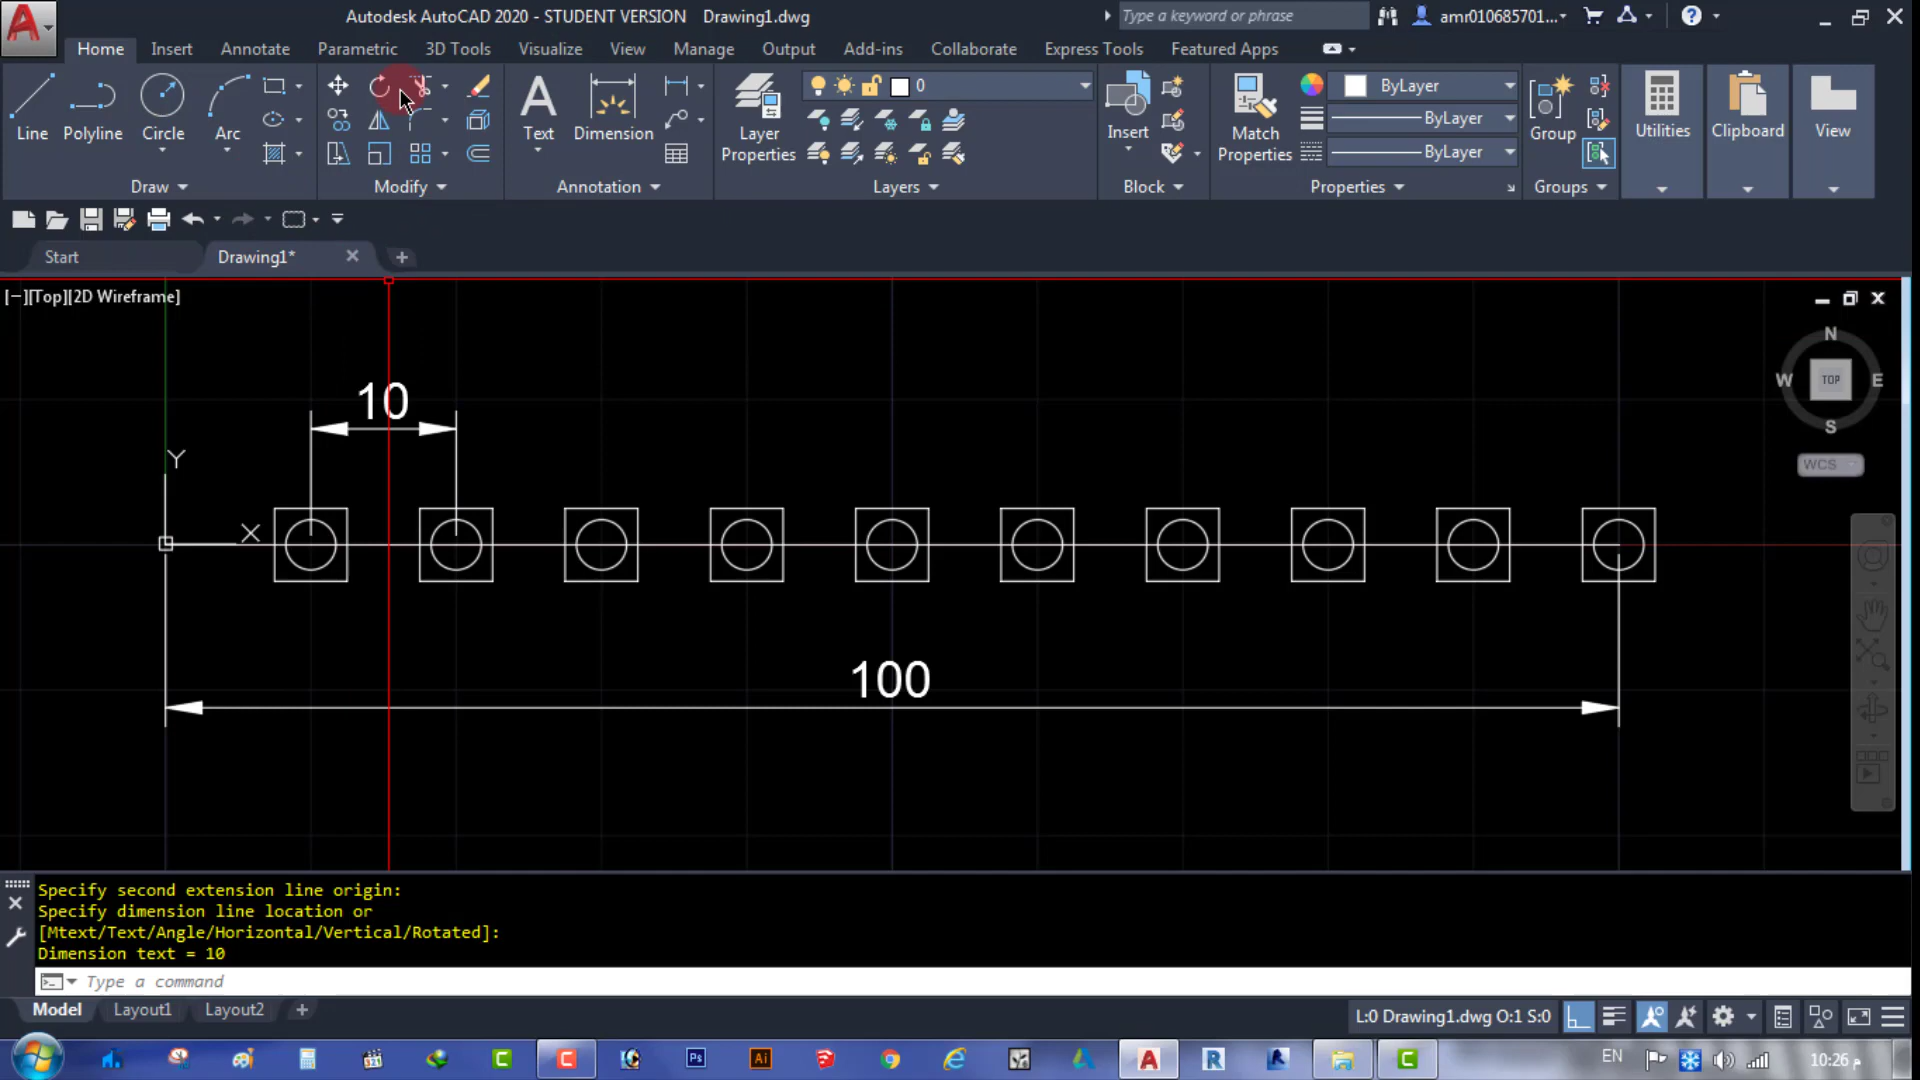 Autodesk AutoCAD 2020 - STUDENT VERSION Drawing1.dwg
Type a keyword or phrase
amr010685701...
Home Insert Annotate Parametric 3D Tools Visualize View Manage Output Add-ins Collaborate Express Tools Featured Apps
Line Polyline Circle Arc
Text Dimension
Layer Properties
0
Insert
Match Properties
ByLayer
ByLayer
ByLayer
Group
Utilities
Clipboard
View
Draw Modify Annotation Layers Block Properties Groups
Start Drawing1*
[−][Top][2D Wireframe]
N
W TOP E
S
WCS
10
Y
X
100
Specify second extension line origin:
Specify dimension line location or
[Mtext/Text/Angle/Horizontal/Vertical/Rotated]:
Dimension text = 10
Type a command
Model Layout1 Layout2
L:0 Drawing1.dwg O:1 S:0
EN
10:26 م